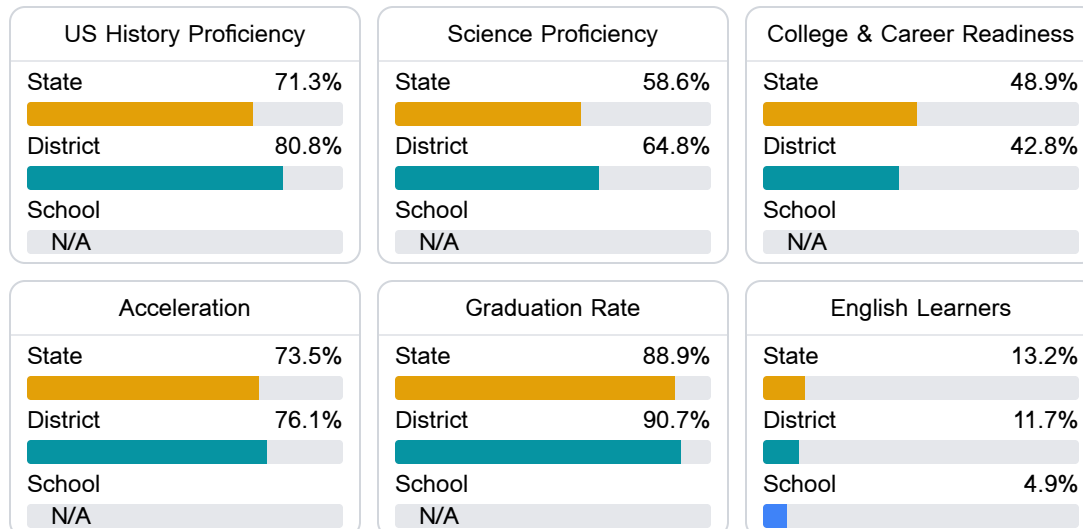 US History Proficiency
State 71.3%
District 80.8%
School
N/A
Science Proficiency
State 58.6%
District 64.8%
School
N/A
College & Career Readiness
State 48.9%
District 42.8%
School
N/A
Acceleration
State 73.5%
District 76.1%
School
N/A
Graduation Rate
State 88.9%
District 90.7%
School
N/A
English Learners
State 13.2%
District 11.7%
School 4.9%